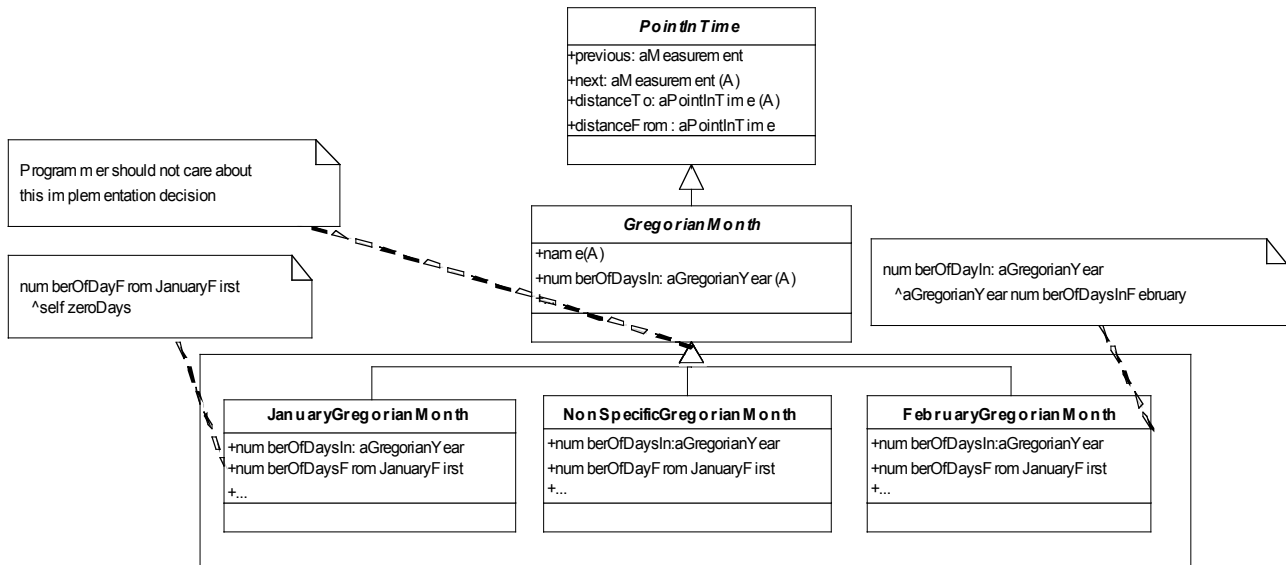 PointInTime
+previous: aMeasurement
+next: aMeasurement (A)
+distanceTo: aPointInTime (A)
+distanceFrom: aPointInTime
Programmer should not care about
this implementation decision
GregorianMonth
+name(A)
+numberOfDaysIn: aGregorianYear (A)
+...
numberOfDayFromJanuaryFirst
^self zeroDays
numberOfDayIn: aGregorianYear
^aGregorianYear numberOfDaysInFebruary
JanuaryGregorianMonth
+numberOfDaysIn: aGregorianYear
+numberOfDaysFromJanuaryFirst
+...
NonSpecificGregorianMonth
+numberOfDaysIn:aGregorianYear
+numberOfDayFromJanuaryFirst
+...
FebruaryGregorianMonth
+numberOfDaysIn:aGregorianYear
+numberOfDaysFromJanuaryFirst
+...